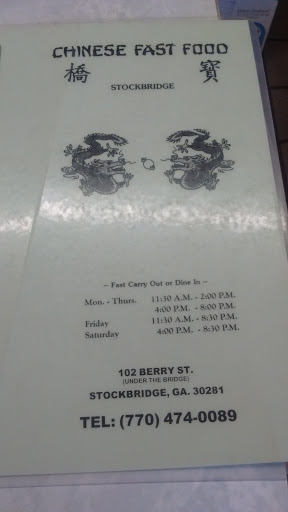 CHINESE FAST FOOD
橋 寳
STOCKBRIDGE
– Fast Carry Out or Dine In –
Mon. - Thurs. 11:30 A.M. - 2:00 P.M.
4:00 P.M. - 8:00 P.M.
Friday 11:30 A.M. - 8:30 P.M.
Saturday 4:00 P.M. - 8:30 P.M.
102 BERRY ST.
(UNDER THE BRIDGE)
STOCKBRIDGE, GA. 30281
TEL: (770) 474-0089